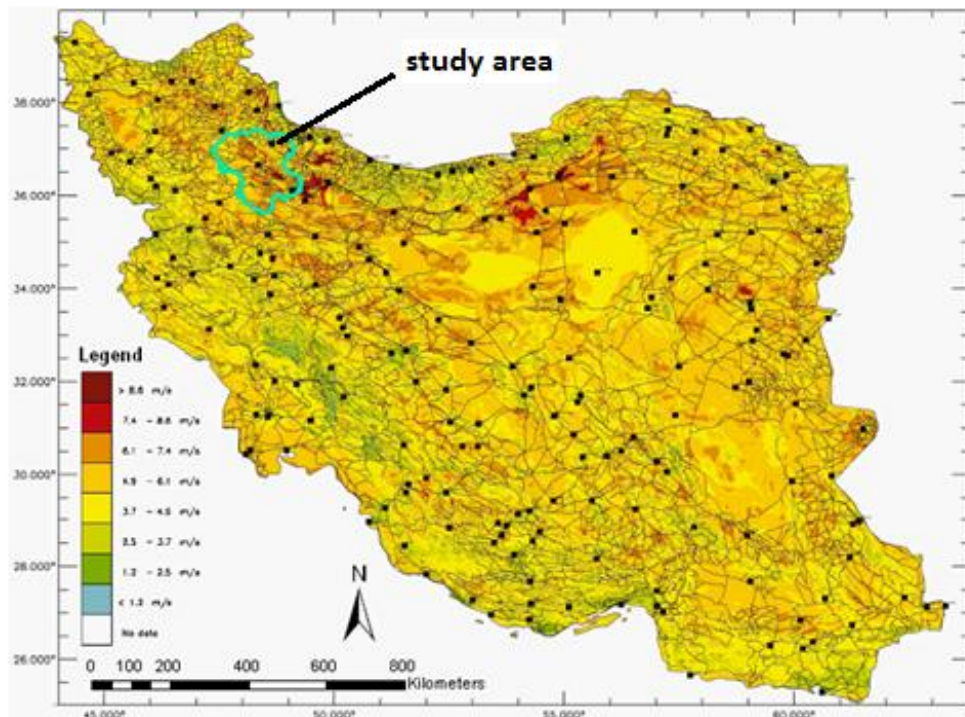 study area
38.000°
36.000°
34.000°
32.000°
30.000°
28.000°
26.000°
Legend
> 8.6 m/s
7.4 - 8.6 m/s
6.1 - 7.4 m/s
4.9 - 6.1 m/s
3.7 - 4.9 m/s
2.5 - 3.7 m/s
1.2 - 2.5 m/s
< 1.2 m/s
No data
N
0 100 200 400 600 800
Kilometers
45.000° 50.000° 55.000° 60.000°